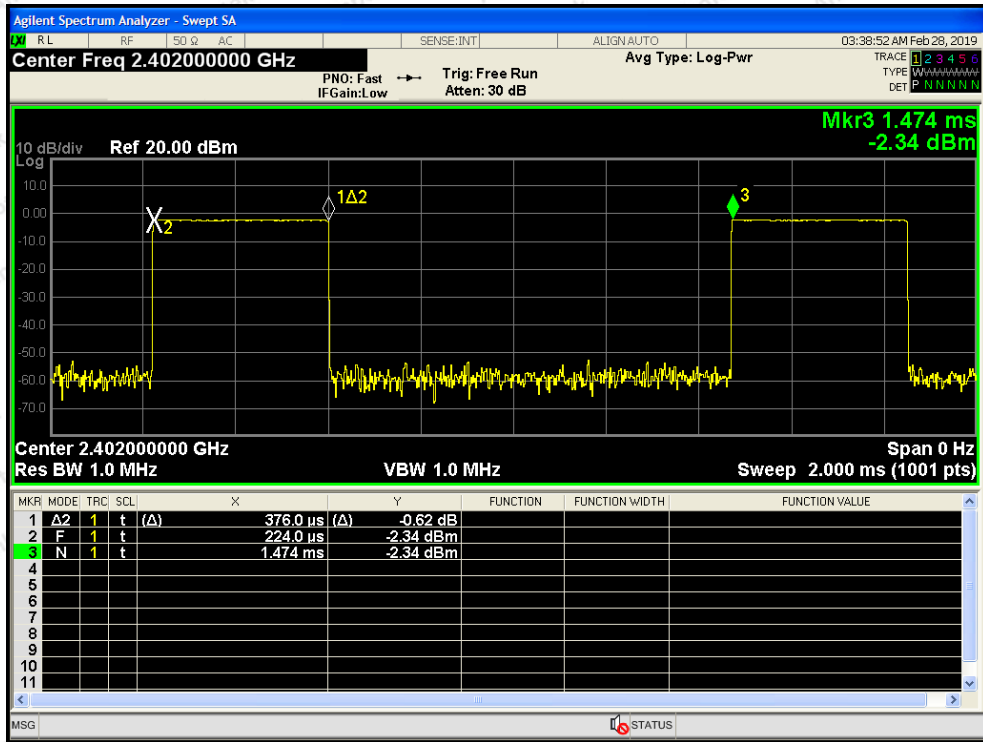 Agilent Spectrum Analyzer - Swept SA
LXI RL RF 50 Ω AC SENSE:INT ALIGN AUTO 03:38:52 AM Feb 28, 2019
Center Freq 2.402000000 GHz
PNO: Fast Trig: Free Run Avg Type: Log-Pwr
IFGain:Low Atten: 30 dB
TRACE 1 2 3 4 5 6
TYPE WWWWWW
DET P N N N N N
Mkr3 1.474 ms
-2.34 dBm
10 dB/div Ref 20.00 dBm
Log
10.0
0.00
-10.0
-20.0
-30.0
-40.0
-50.0
-60.0
-70.0
2
1Δ2
3
Center 2.402000000 GHz Span 0 Hz
Res BW 1.0 MHz VBW 1.0 MHz Sweep 2.000 ms (1001 pts)
MKR MODE TRC SCL X Y FUNCTION FUNCTION WIDTH FUNCTION VALUE
1 Δ2 1 t (Δ) 376.0 µs (Δ) -0.62 dB
2 F 1 t 224.0 µs -2.34 dBm
3 N 1 t 1.474 ms -2.34 dBm
4
5
6
7
8
9
10
11
MSG STATUS